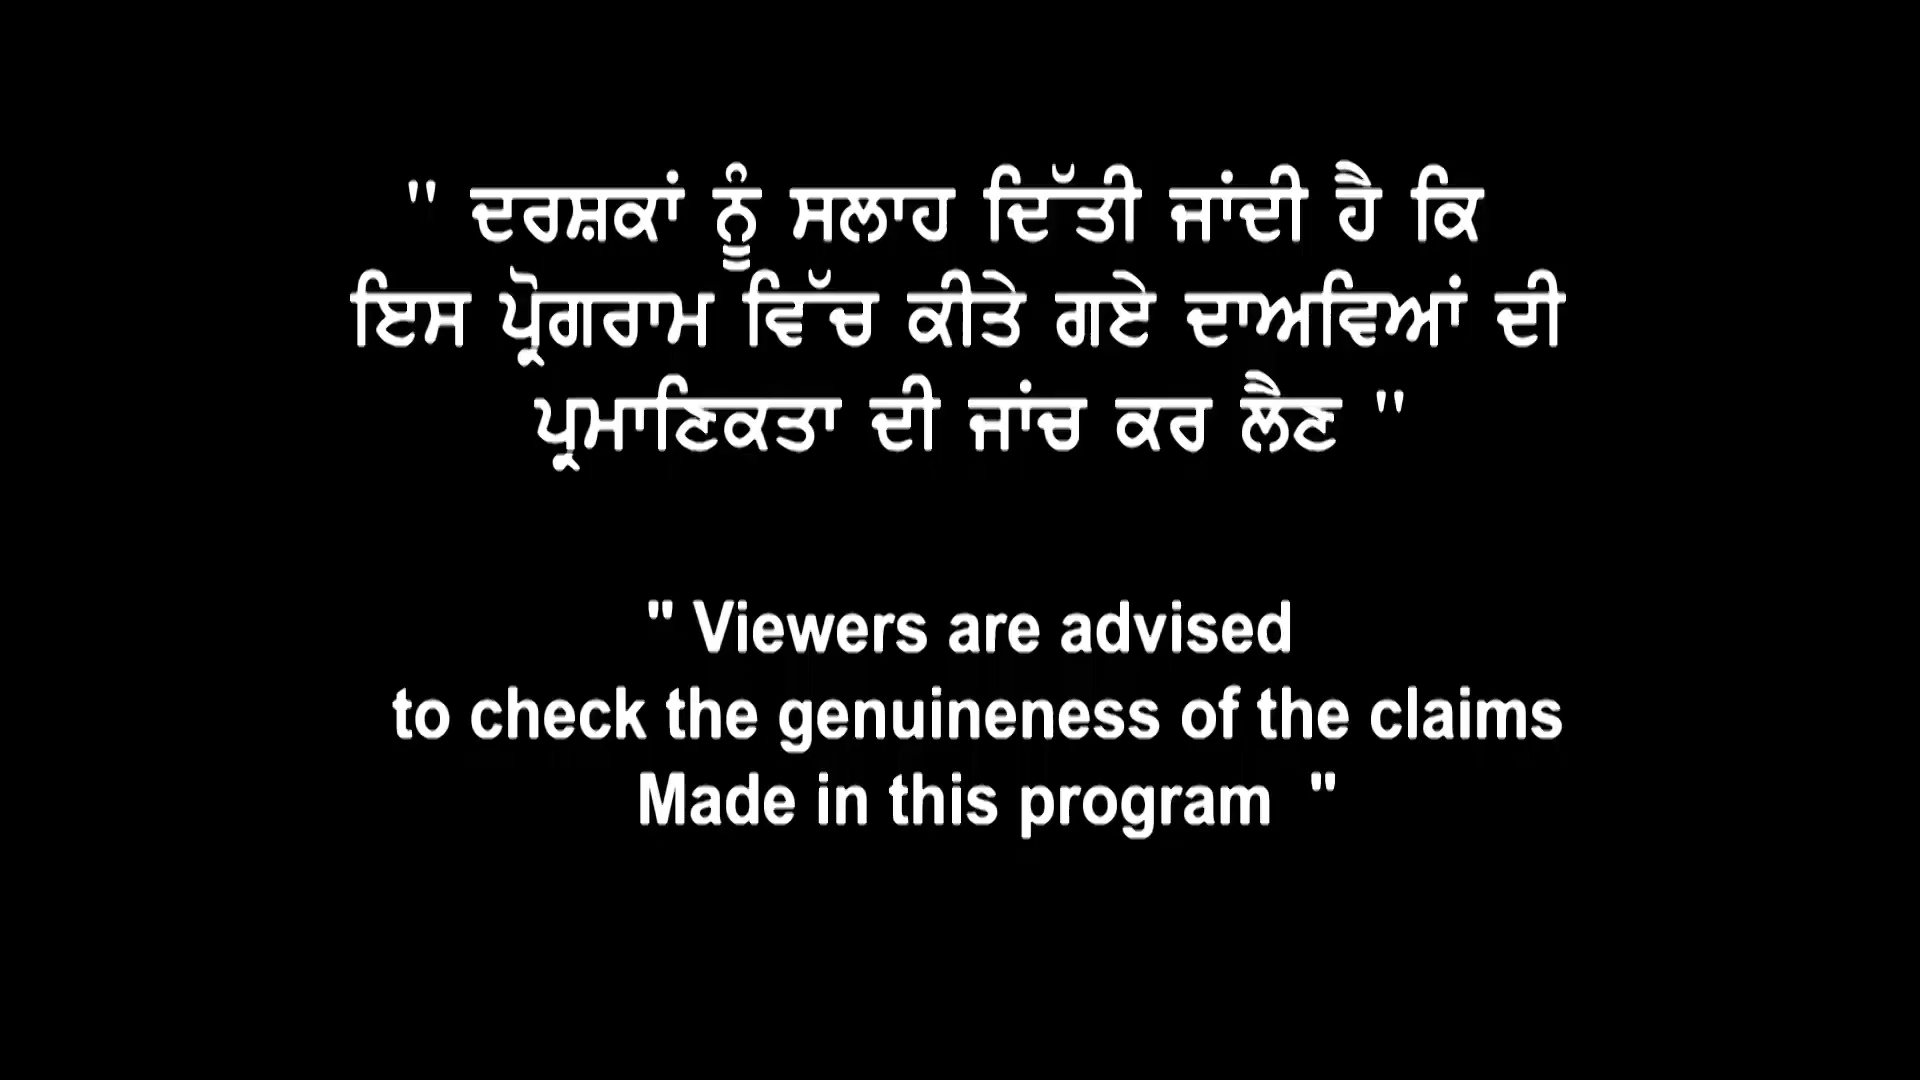 " ਦਰਸ਼ਕਾਂ ਨੂੰ ਸਲਾਹ ਦਿੱਤੀ ਜਾਂਦੀ ਹੈ ਕਿ
ਇਸ ਪ੍ਰੋਗਰਾਮ ਵਿੱਚ ਕੀਤੇ ਗਏ ਦਾਅਵਿਆਂ ਦੀ
ਪ੍ਰਮਾਣਿਕਤਾ ਦੀ ਜਾਂਚ ਕਰ ਲੈਣ "
" Viewers are advised
to check the genuineness of the claims
Made in this program "